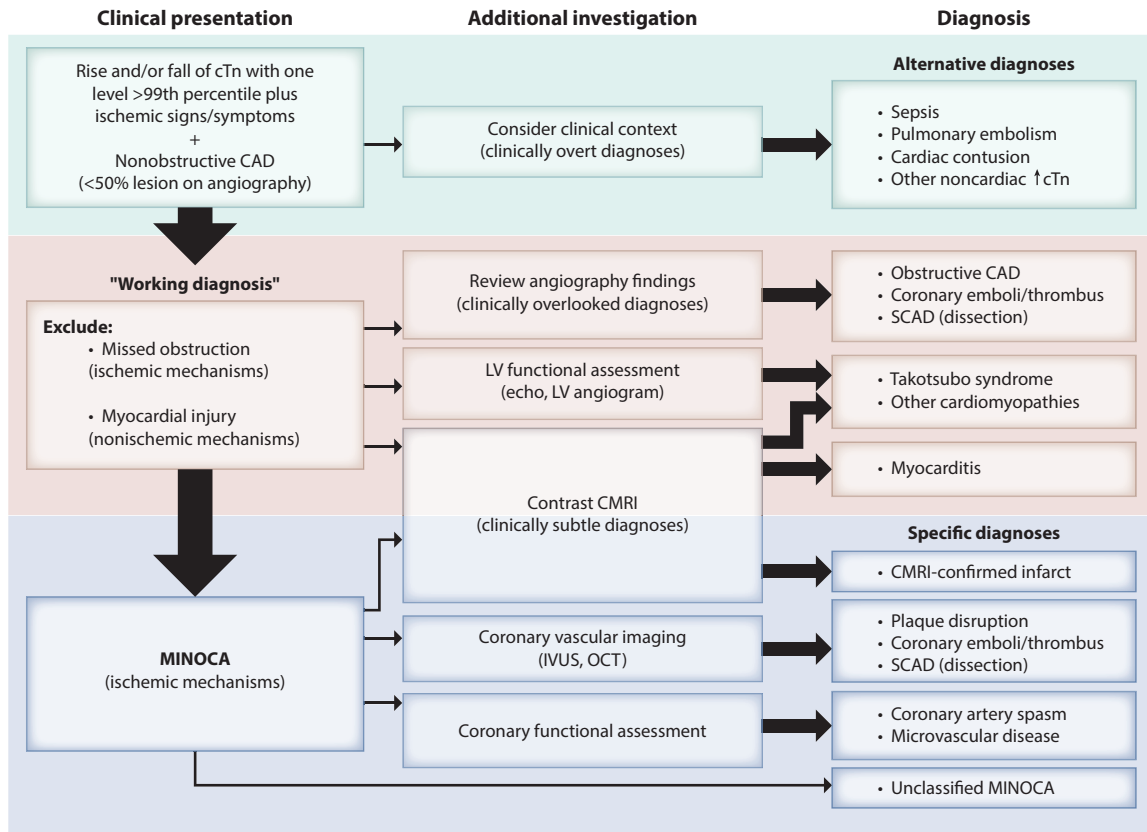 Clinical presentation
Additional investigation
Diagnosis
Rise and/or fall of cTn with one
level >99th percentile plus
ischemic signs/symptoms
+
Nonobstructive CAD
(<50% lesion on angiography)
Consider clinical context
(clinically overt diagnoses)
Alternative diagnoses
• Sepsis
• Pulmonary embolism
• Cardiac contusion
• Other noncardiac ↑cTn
"Working diagnosis"
Exclude:
• Missed obstruction
(ischemic mechanisms)
• Myocardial injury
(nonischemic mechanisms)
Review angiography findings
(clinically overlooked diagnoses)
• Obstructive CAD
• Coronary emboli/thrombus
• SCAD (dissection)
LV functional assessment
(echo, LV angiogram)
• Takotsubo syndrome
• Other cardiomyopathies
Contrast CMRI
(clinically subtle diagnoses)
• Myocarditis
Specific diagnoses
• CMRI-confirmed infarct
MINOCA
(ischemic mechanisms)
Coronary vascular imaging
(IVUS, OCT)
• Plaque disruption
• Coronary emboli/thrombus
• SCAD (dissection)
Coronary functional assessment
• Coronary artery spasm
• Microvascular disease
• Unclassified MINOCA